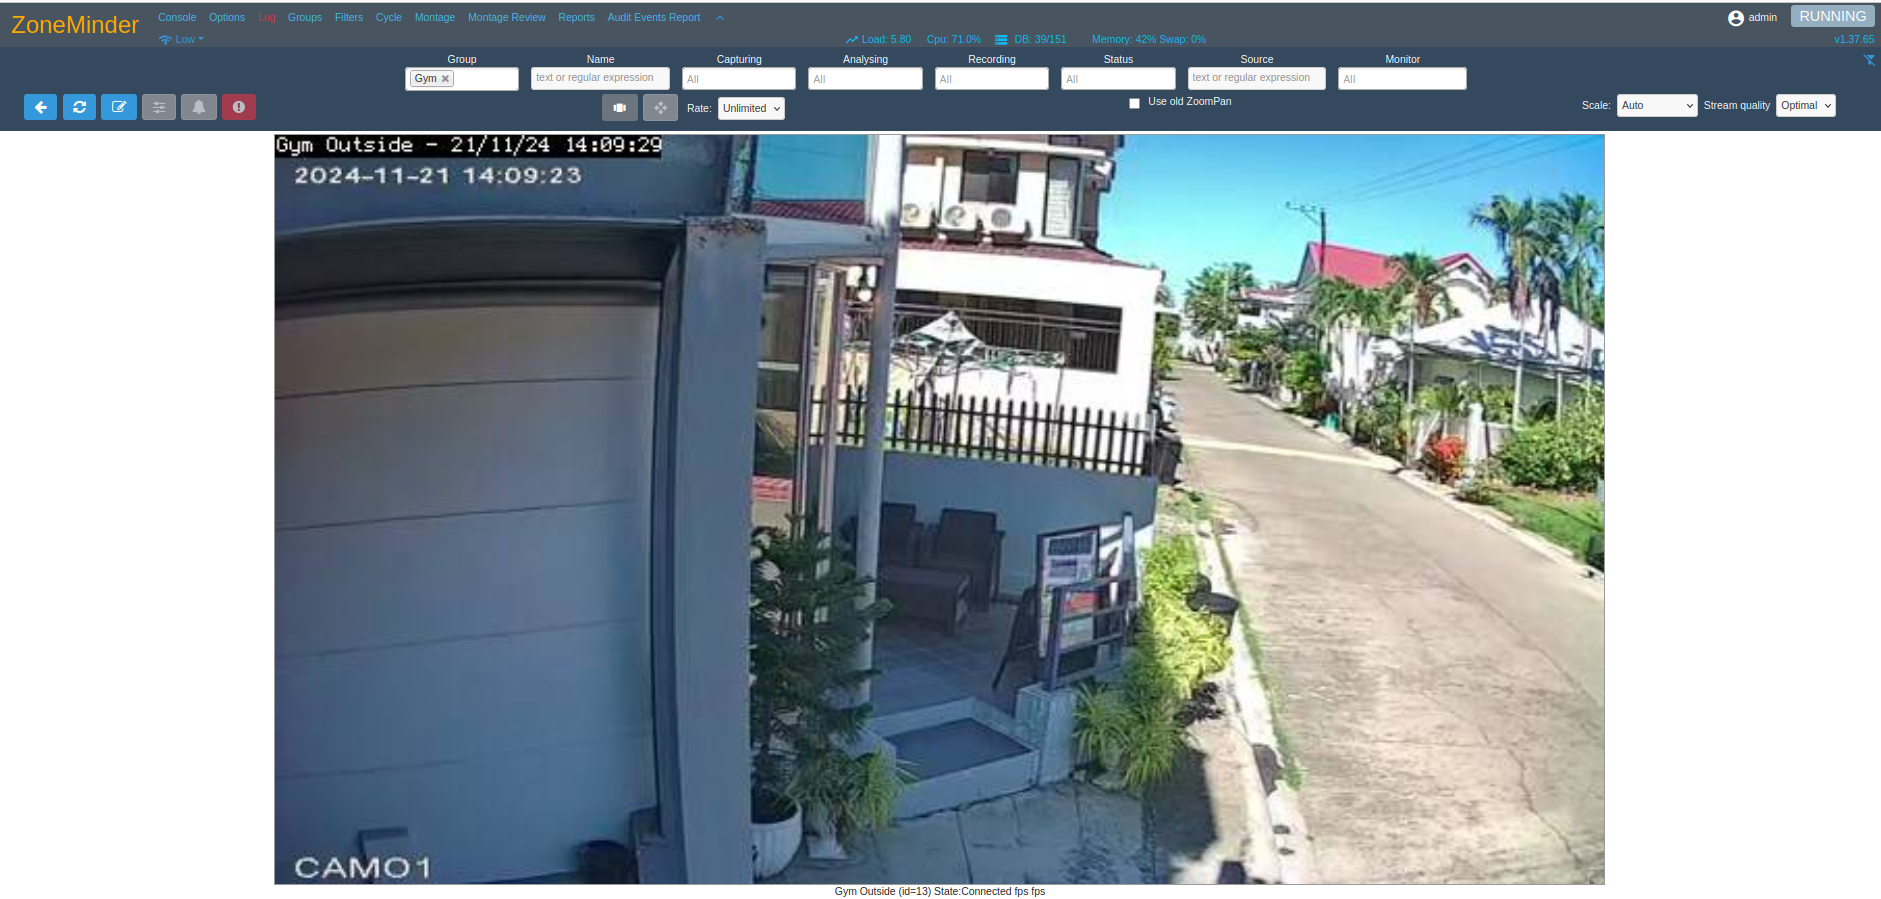 ZoneMinder
Console Options Log Groups Filters Cycle Montage Montage Review Reports Audit Events Report
admin RUNNING
Low
Load: 5.80 Cpu: 71.0% DB: 39/151 Memory: 42% Swap: 0%
v1.37.65
Group Name Capturing Analysing Recording Status Source Monitor
Gym text or regular expression All All All All text or regular expression All
Rate: Unlimited
Use old ZoomPan
Scale: Auto Stream quality Optimal
Gym Outside - 21/11/24 14:09:29
2024-11-21 14:09:23
CAM01
Gym Outside (id=13) State:Connected fps fps